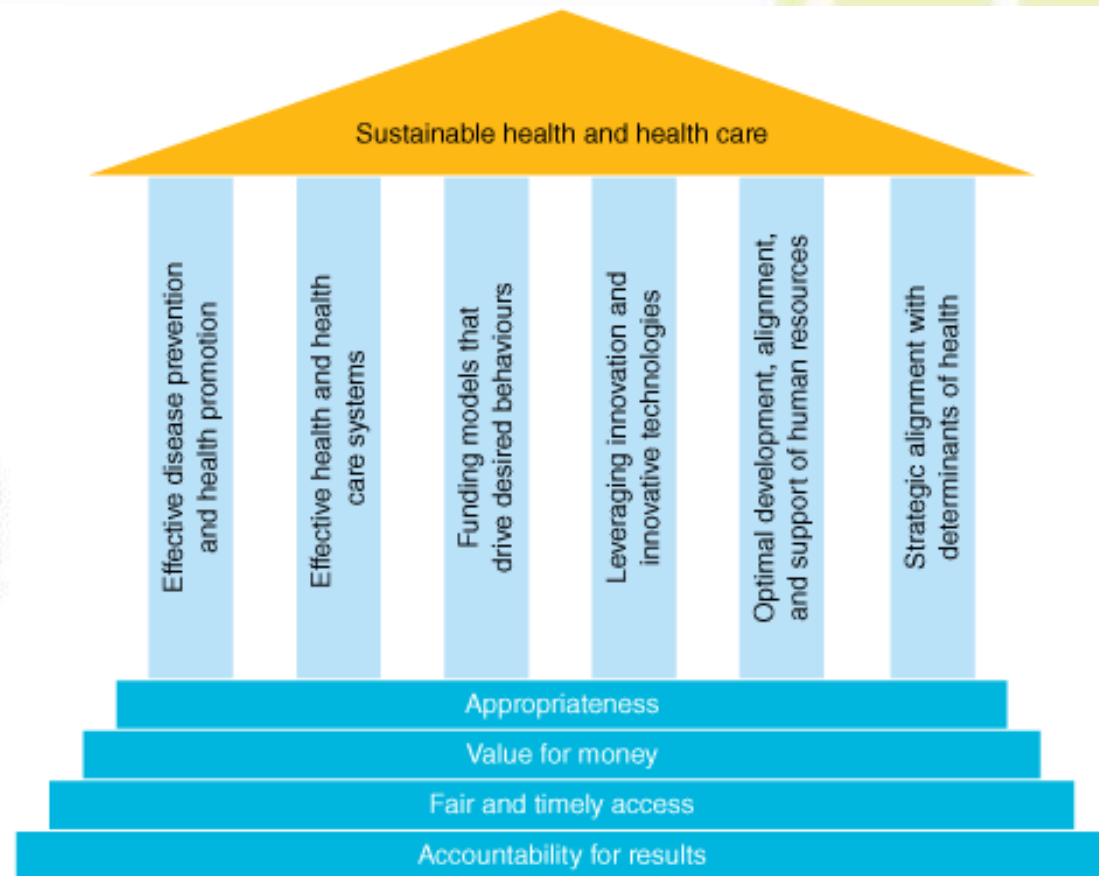 Sustainable health and health care
Effective disease prevention
and health promotion
Effective health and health
care systems
Funding models that
drive desired behaviours
Leveraging innovation and
innovative technologies
Optimal development, alignment,
and support of human resources
Strategic alignment with
determinants of health
Appropriateness
Value for money
Fair and timely access
Accountability for results